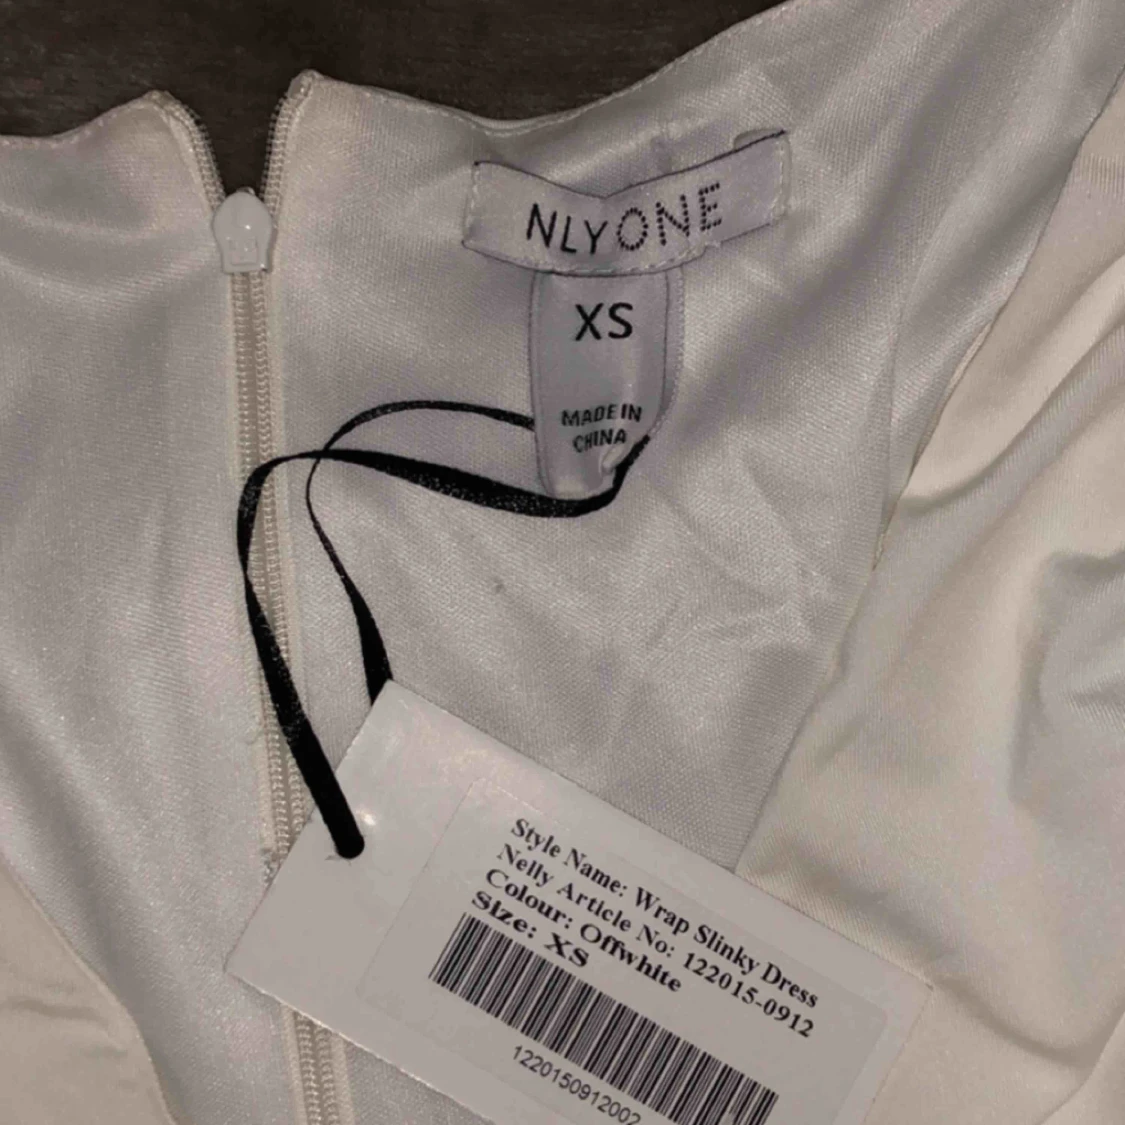 NLYONE
XS
MADE IN
CHINA
Style Name: Wrap Slinky Dress
Nelly Article No: 122015-0912
Colour: Offwhite
Size: XS
1220150912002